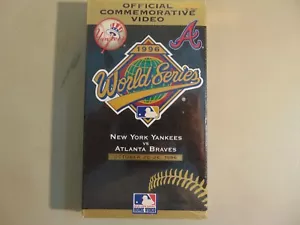 OFFICIAL
COMMEMORATIVE
VIDEO
1996
World Series
NEW YORK YANKEES
VS
ATLANTA BRAVES